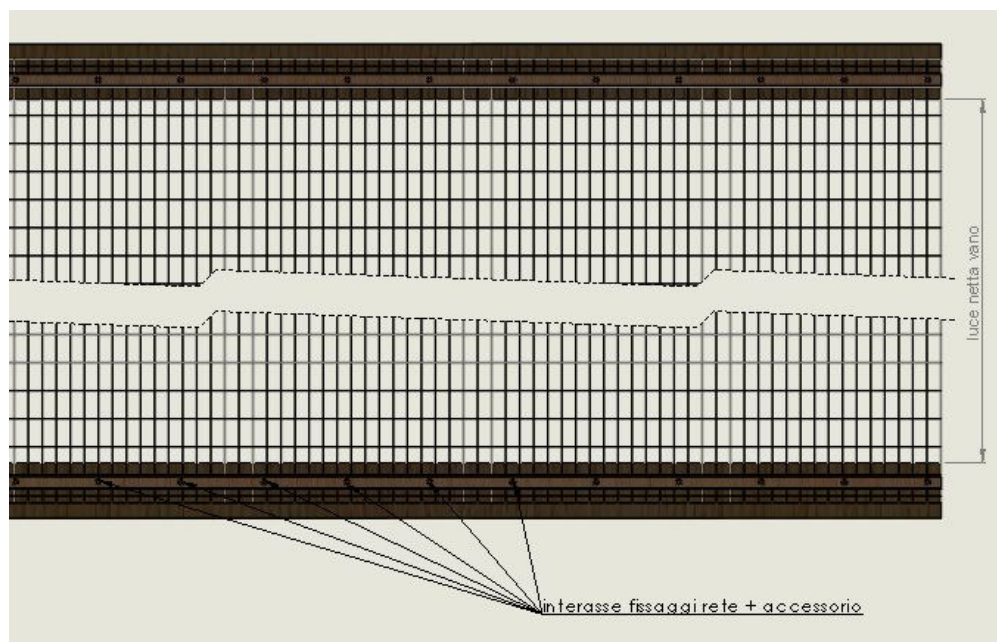 luce netta vano
interasse fissaggi rete + accessorio